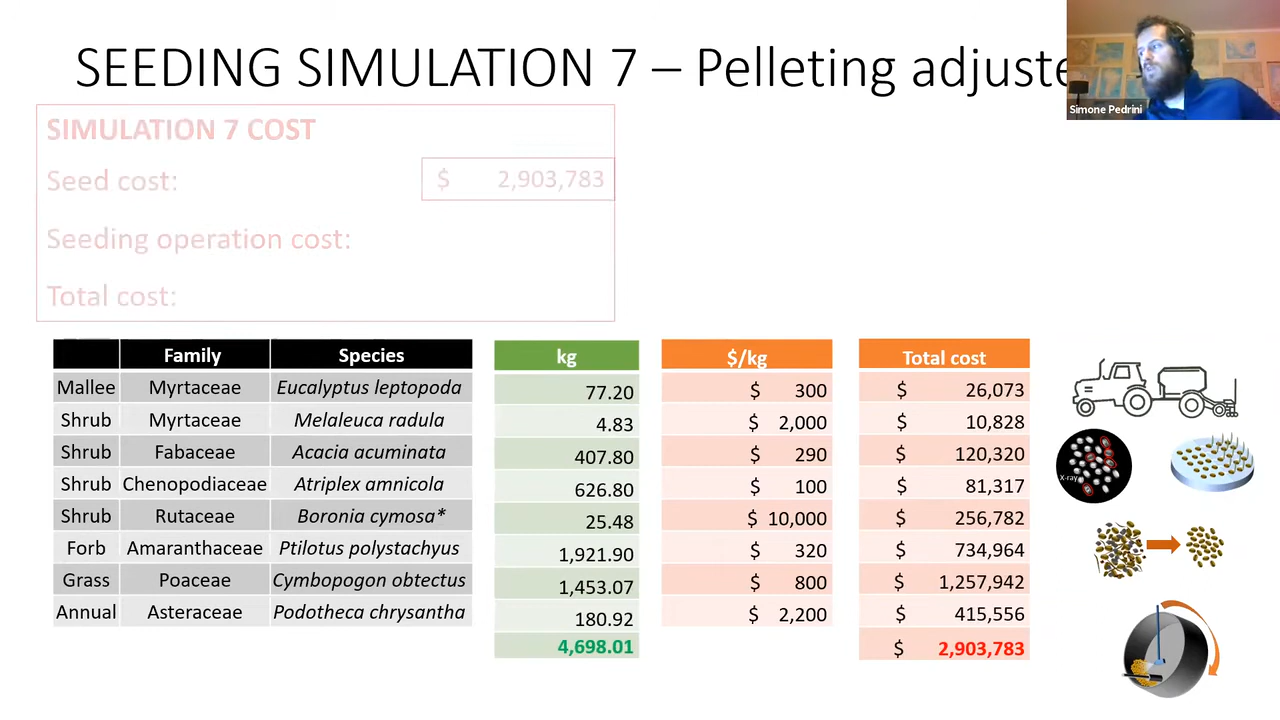 SEEDING SIMULATION 7 – Pelleting adjuste
Simone Pedrini
SIMULATION 7 COST
Seed cost: $ 2,903,783
Seeding operation cost:
Total cost:
Family Species kg $/kg Total cost
Mallee Myrtaceae Eucalyptus leptopoda 77.20 $ 300 $ 26,073
Shrub Myrtaceae Melaleuca radula 4.83 $ 2,000 $ 10,828
Shrub Fabaceae Acacia acuminata 407.80 $ 290 $ 120,320
Shrub Chenopodiaceae Atriplex amnicola 626.80 $ 100 $ 81,317
Shrub Rutaceae Boronia cymosa* 25.48 $ 10,000 $ 256,782
Forb Amaranthaceae Ptilotus polystachyus 1,921.90 $ 320 $ 734,964
Grass Poaceae Cymbopogon obtectus 1,453.07 $ 800 $ 1,257,942
Annual Asteraceae Podotheca chrysantha 180.92 $ 2,200 $ 415,556
4,698.01 $ 2,903,783
X-ray